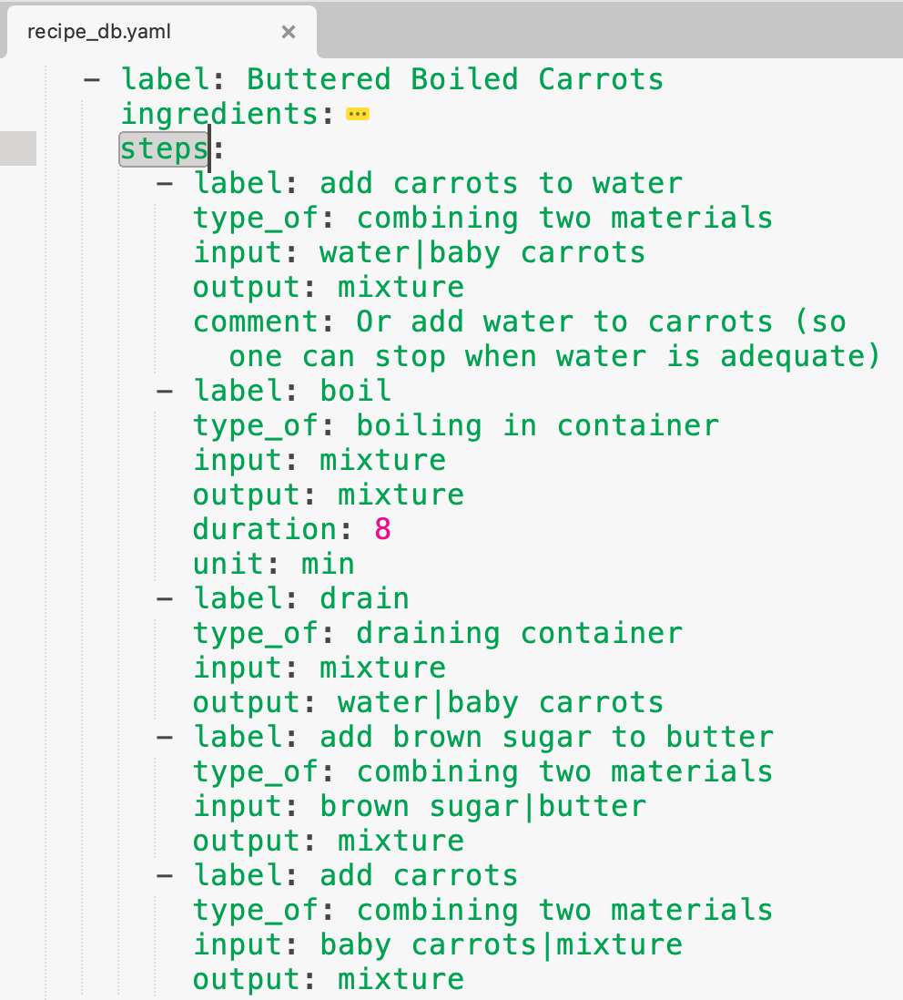 recipe_db.yaml ×
– label: Buttered Boiled Carrots
ingredients: ⋯
steps:
– label: add carrots to water
type_of: combining two materials
input: water|baby carrots
output: mixture
comment: Or add water to carrots (so
one can stop when water is adequate)
– label: boil
type_of: boiling in container
input: mixture
output: mixture
duration: 8
unit: min
– label: drain
type_of: draining container
input: mixture
output: water|baby carrots
– label: add brown sugar to butter
type_of: combining two materials
input: brown sugar|butter
output: mixture
– label: add carrots
type_of: combining two materials
input: baby carrots|mixture
output: mixture